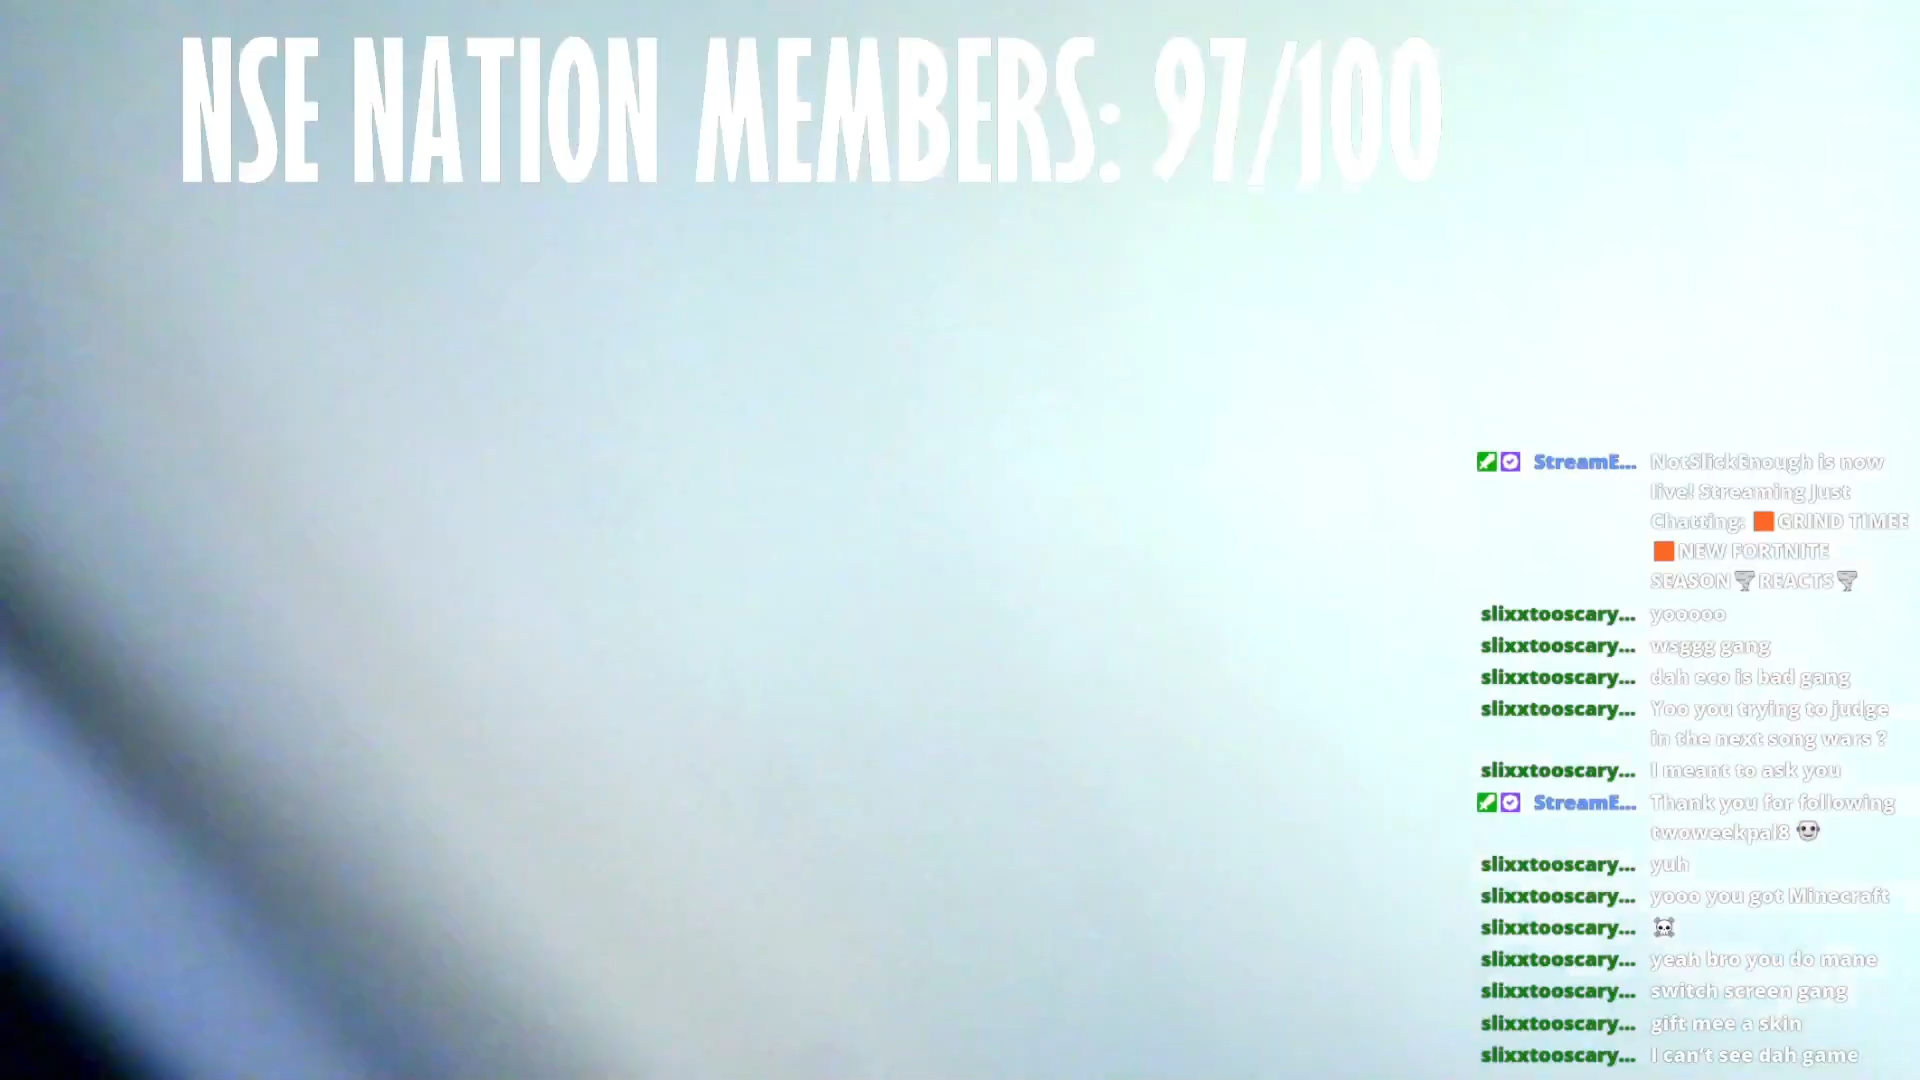 NSE NATION MEMBERS: 97/100
StreamE... NotSlickEnough is now
live! Streaming Just
Chatting: 🟧GRIND TIMEE
🟧NEW FORTNITE
SEASON🌪REACTS🌪
slixxtooscary... yooooo
slixxtooscary... wsggg gang
slixxtooscary... dah eco is bad gang
slixxtooscary... Yoo you trying to judge
in the next song wars ?
slixxtooscary... I meant to ask you
StreamE... Thank you for following
twoweekpal8
slixxtooscary... yuh
slixxtooscary... yooo you got Minecraft
slixxtooscary... ☠
slixxtooscary... yeah bro you do mane
slixxtooscary... switch screen gang
slixxtooscary... gift mee a skin
slixxtooscary... I can't see dah game